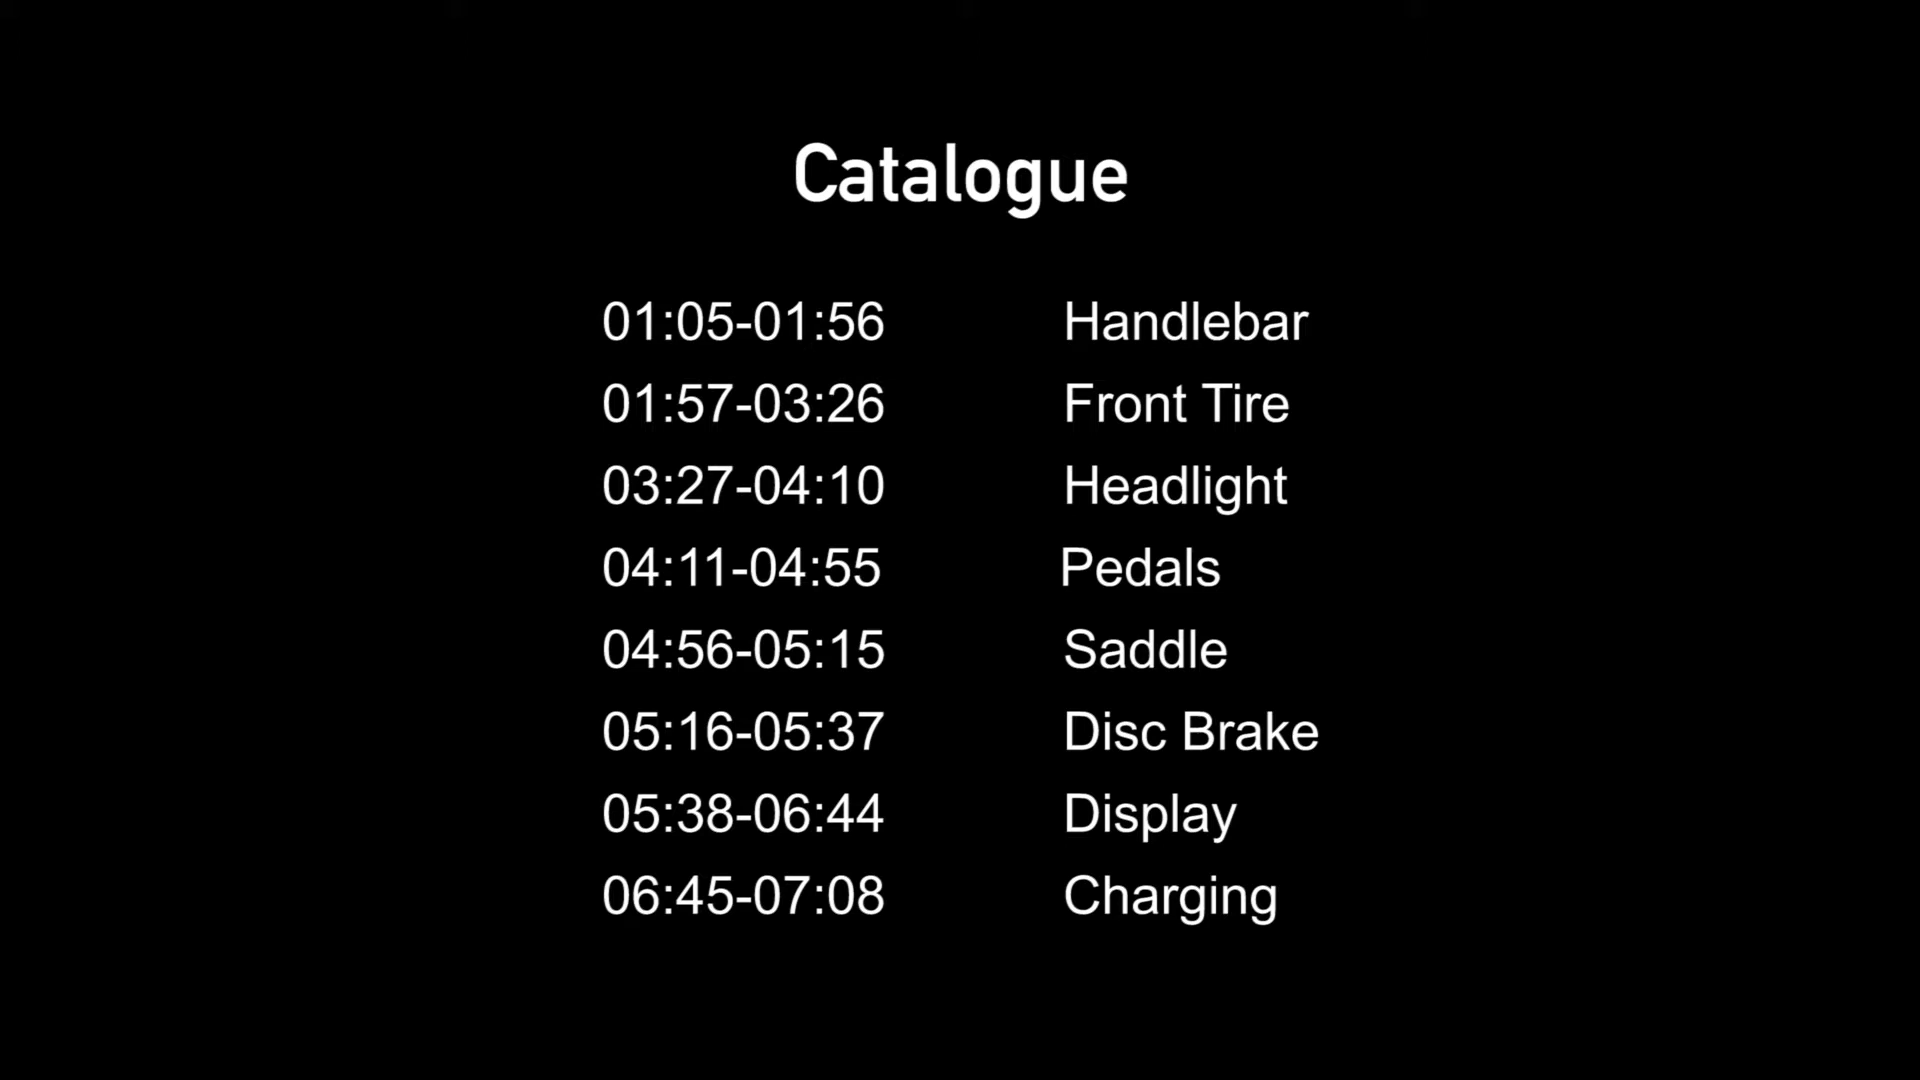 Catalogue
01:05-01:56 Handlebar
01:57-03:26 Front Tire
03:27-04:10 Headlight
04:11-04:55 Pedals
04:56-05:15 Saddle
05:16-05:37 Disc Brake
05:38-06:44 Display
06:45-07:08 Charging